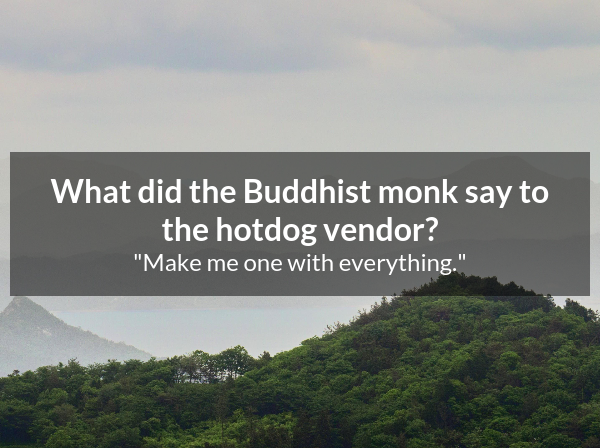 What did the Buddhist monk say to
the hotdog vendor?
"Make me one with everything."